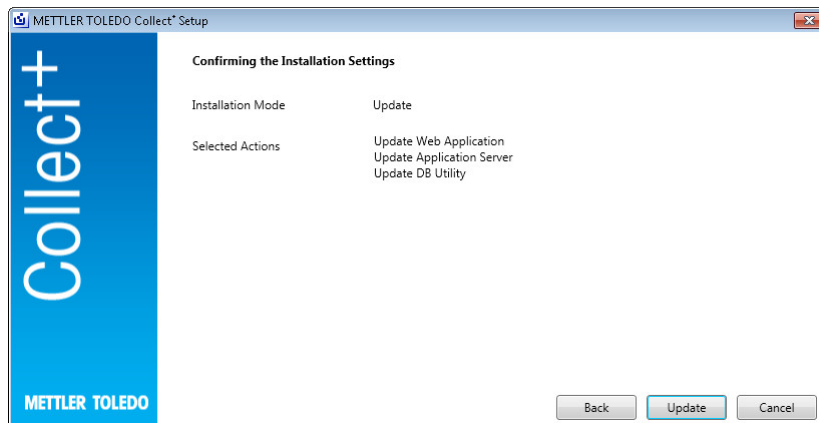 METTLER TOLEDO Collect⁺ Setup
Collect+
METTLER TOLEDO
Confirming the Installation Settings
Installation Mode Update
Selected Actions Update Web Application
Update Application Server
Update DB Utility
Back Update Cancel